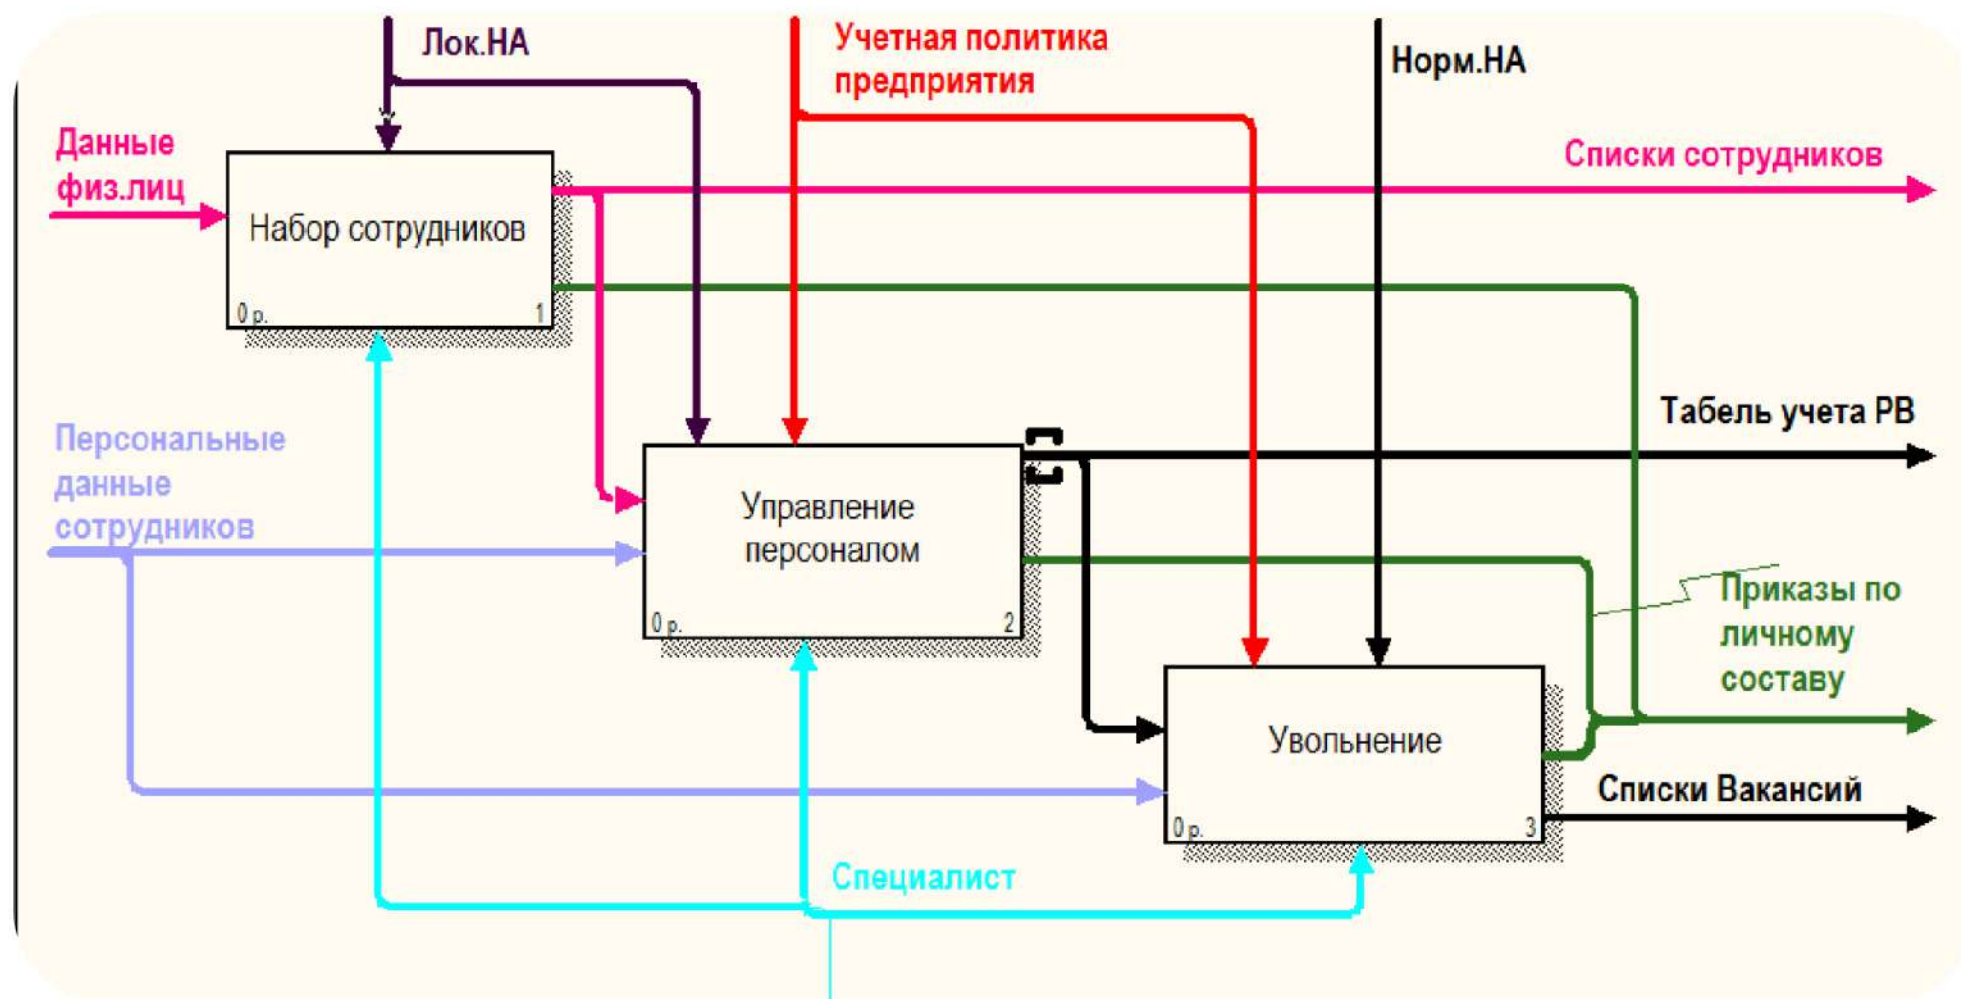 Лок.НА
Учетная политика
предприятия
Норм.НА
Данные
физ.лиц
Списки сотрудников
Набор сотрудников
0 р.
1
Персональные
данные
сотрудников
Табель учета РВ
Управление
персоналом
0 р.
2
Приказы по
личному
составу
Увольнение
0 р.
3
Списки Вакансий
Специалист